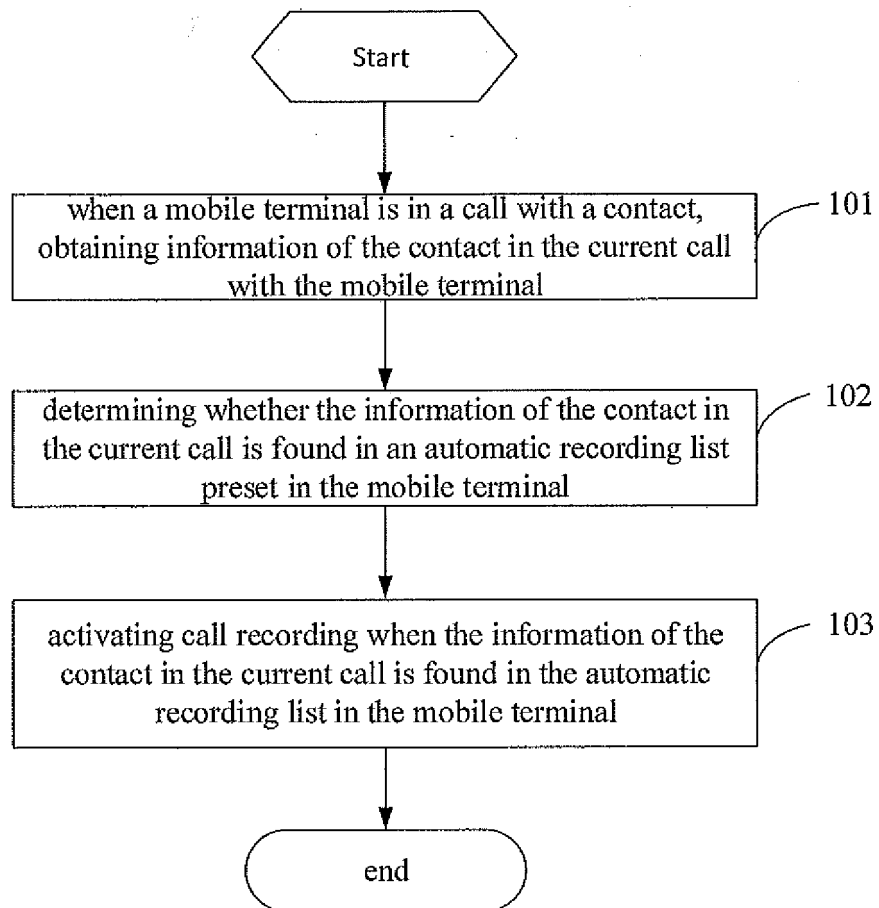 Start
when a mobile terminal is in a call with a contact,
obtaining information of the contact in the current call
with the mobile terminal
101
determining whether the information of the contact in
the current call is found in an automatic recording list
preset in the mobile terminal
102
activating call recording when the information of the
contact in the current call is found in the automatic
recording list in the mobile terminal
103
end